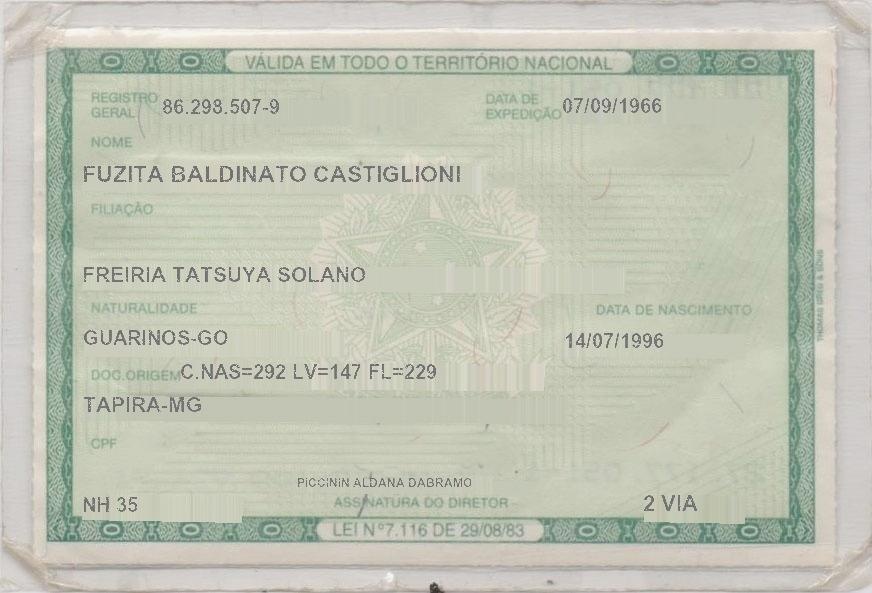 VÁLIDA EM TODO O TERRITÓRIO NACIONAL
REGISTRO GERAL 86.298.507-9 DATA DE EXPEDIÇÃO 07/09/1966
NOME
FUZITA BALDINATO CASTIGLIONI
FILIAÇÃO
FREIRIA TATSUYA SOLANO
NATURALIDADE DATA DE NASCIMENTO
GUARINOS-GO 14/07/1996
DOC.ORIGEM C.NAS=292 LV=147 FL=229
TAPIRA-MG
CPF
PiCCINiN ALDANA DABRAMO
NH 35 ASSINATURA DO DIRETOR 2 VIA
LEI Nº7.116 DE 29/08/83
THOMAS GREG & SONS